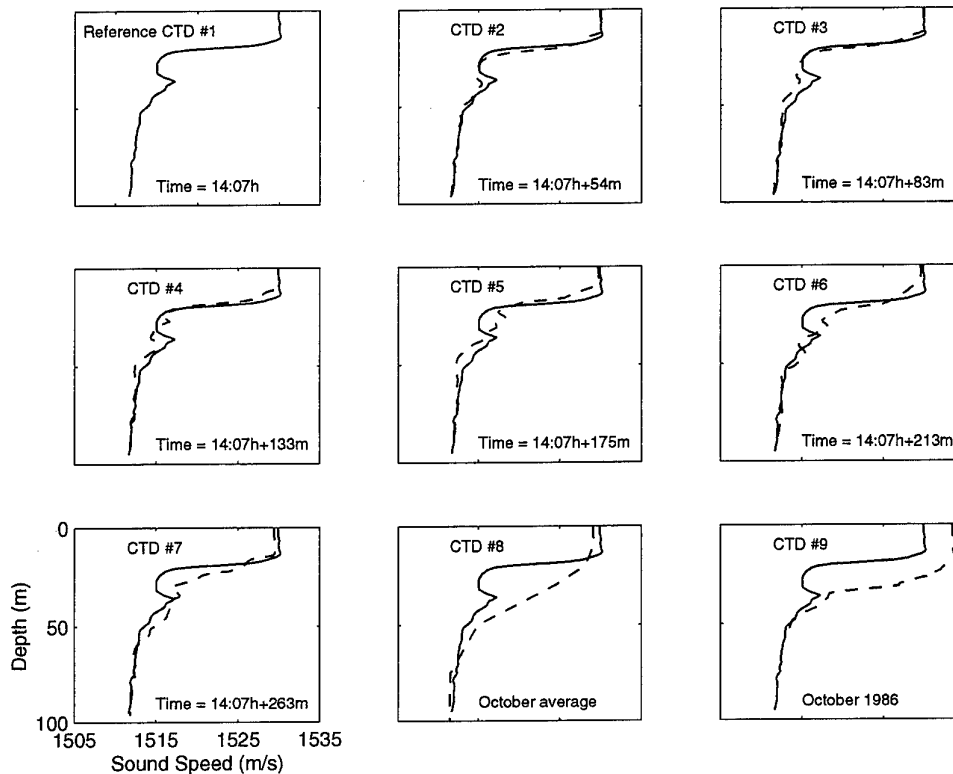 Reference CTD #1
Time = 14:07h
CTD #2
Time = 14:07h+54m
CTD #3
Time = 14:07h+83m
CTD #4
Time = 14:07h+133m
CTD #5
Time = 14:07h+175m
CTD #6
Time = 14:07h+213m
0
50
100
Depth (m)
CTD #7
Time = 14:07h+263m
1505 1515 1525 1535
Sound Speed (m/s)
CTD #8
October average
CTD #9
October 1986